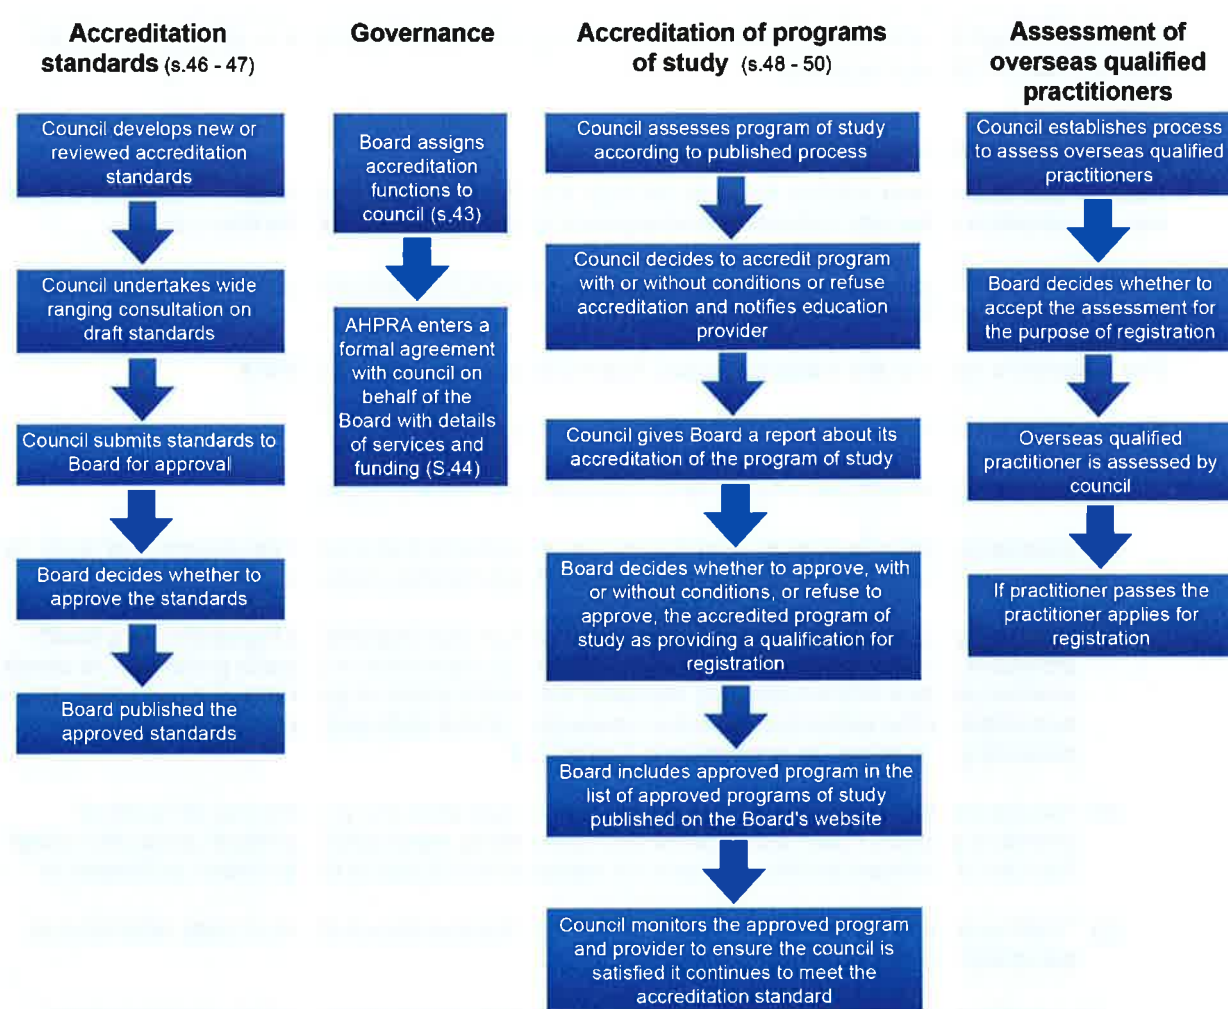 Accreditation
standards (s.46 - 47)
Council develops new or
reviewed accreditation
standards
Council undertakes wide
ranging consultation on
draft standards
Council submits standards to
Board for approval
Board decides whether to
approve the standards
Board published the
approved standards
Governance
Board assigns
accreditation
functions to
council (s.43)
AHPRA enters a
formal agreement
with council on
behalf of the
Board with details
of services and
funding (S.44)
Accreditation of programs
of study (s.48 - 50)
Council assesses program of study
according to published process
Council decides to accredit program
with or without conditions or refuse
accreditation and notifies education
provider
Council gives Board a report about its
accreditation of the program of study
Board decides whether to approve, with
or without conditions, or refuse to
approve, the accredited program of
study as providing a qualification for
registration
Board includes approved program in the
list of approved programs of study
published on the Board's website
Council monitors the approved program
and provider to ensure the council is
satisfied it continues to meet the
accreditation standard
Assessment of
overseas qualified
practitioners
Council establishes process
to assess overseas qualified
practitioners
Board decides whether to
accept the assessment for
the purpose of registration
Overseas qualified
practitioner is assessed by
council
If practitioner passes the
practitioner applies for
registration